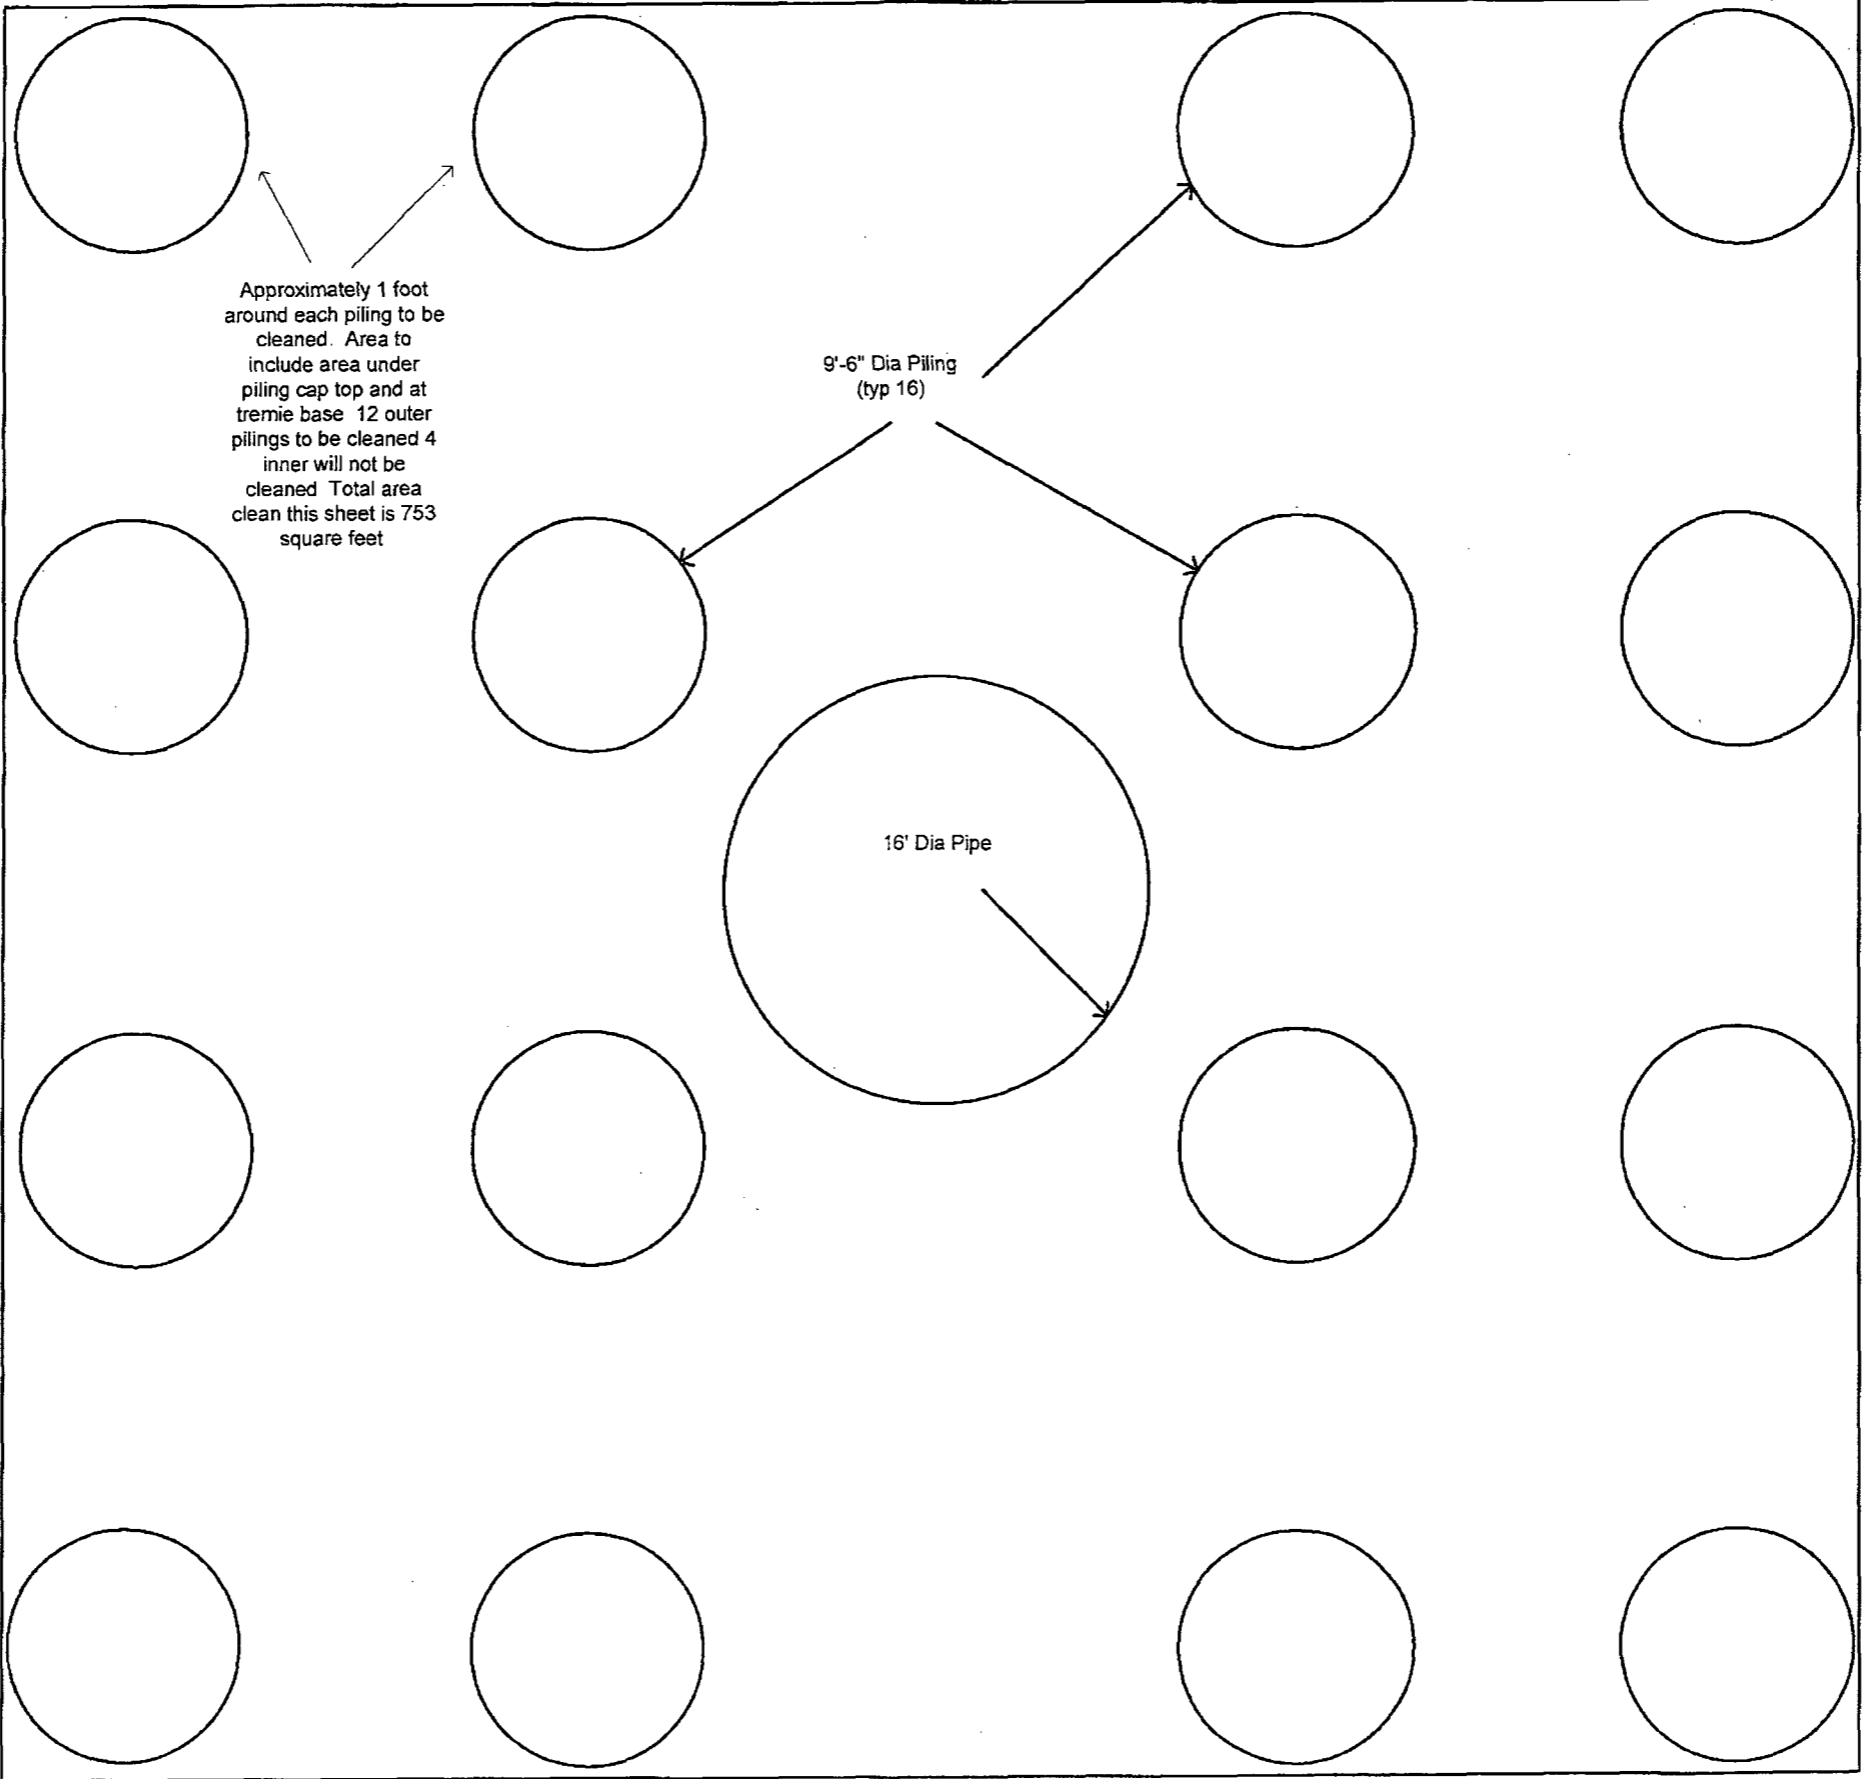 Approximately 1 foot
around each piling to be
cleaned. Area to
include area under
piling cap top and at
tremie base 12 outer
pilings to be cleaned 4
inner will not be
cleaned Total area
clean this sheet is 753
square feet
9'-6" Dia Piling
(typ 16)
16' Dia Pipe